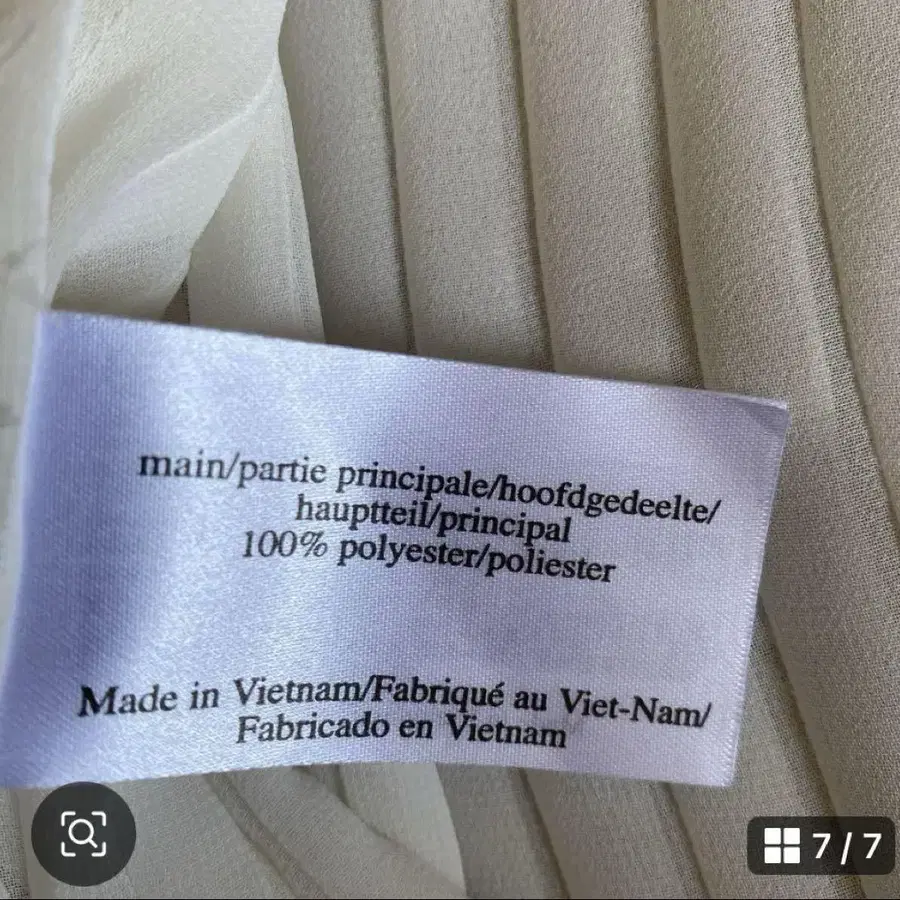 main/partie principale/hoofdgedeelte/
hauptteil/principal
100% polyester/poliester
Made in Vietnam/Fabriqué au Viet-Nam/
Fabricado en Vietnam
7 / 7